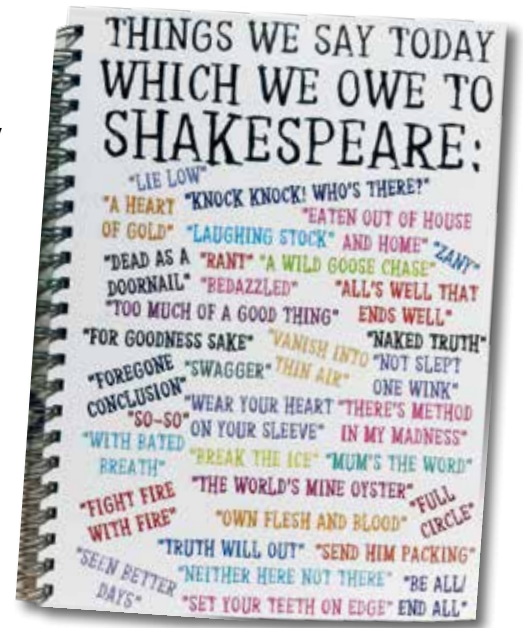 THINGS WE SAY TODAY
WHICH WE OWE TO
SHAKESPEARE:
"LIE LOW"
"KNOCK KNOCK! WHO'S THERE?"
"A HEART
OF GOLD"
"EATEN OUT OF HOUSE
AND HOME"
"LAUGHING STOCK"
"ZANY"
"DEAD AS A
DOORNAIL"
"RANT"
"A WILD GOOSE CHASE"
"BEDAZZLED"
"ALL'S WELL THAT
ENDS WELL"
"TOO MUCH OF A GOOD THING"
"FOR GOODNESS SAKE"
"VANISH INTO
THIN AIR"
"NAKED TRUTH"
"FOREGONE
CONCLUSION"
"SWAGGER"
"NOT SLEPT
ONE WINK"
"SO-SO"
"WEAR YOUR HEART
ON YOUR SLEEVE"
"THERE'S METHOD
IN MY MADNESS"
"WITH BATED
BREATH"
"BREAK THE ICE"
"MUM'S THE WORD"
"FIGHT FIRE
WITH FIRE"
"THE WORLD'S MINE OYSTER"
"FULL
CIRCLE"
"OWN FLESH AND BLOOD"
"TRUTH WILL OUT"
"SEND HIM PACKING"
"SEEN BETTER
DAYS"
"NEITHER HERE NOT THERE"
"BE ALL/
END ALL"
"SET YOUR TEETH ON EDGE"